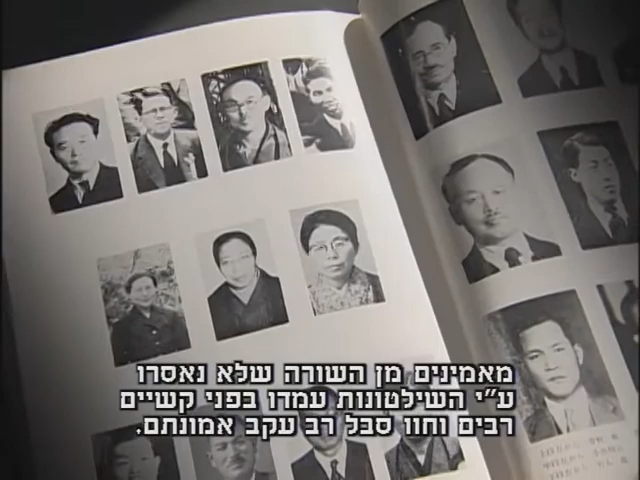 מאמינים מן השורה שלא נאסרו
ע"י השילטונות עמדו בפני קשיים
רבים וחוו סבל רב עקב אמונתם.